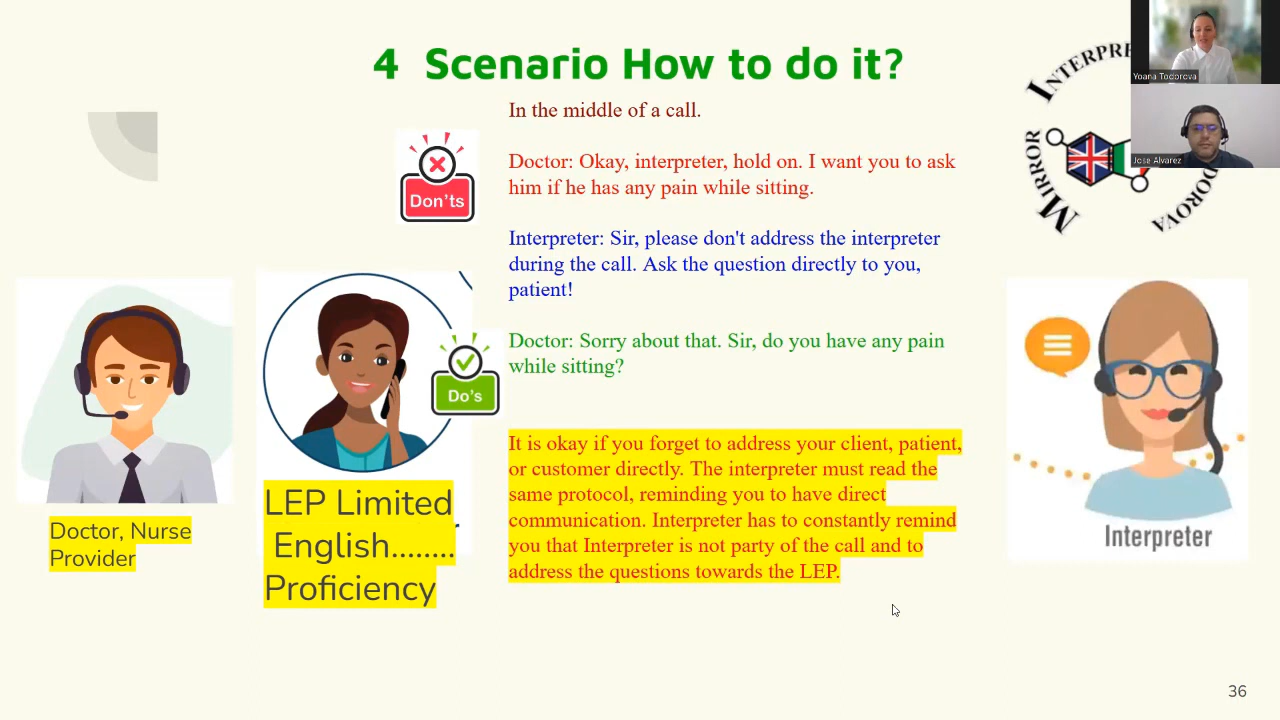 4 Scenario How to do it?
In the middle of a call.
Doctor: Okay, interpreter, hold on. I want you to ask
him if he has any pain while sitting.
Don'ts
Interpreter: Sir, please don't address the interpreter
during the call. Ask the question directly to you,
patient!
Doctor: Sorry about that. Sir, do you have any pain
while sitting?
Do's
It is okay if you forget to address your client, patient,
or customer directly. The interpreter must read the
same protocol, reminding you to have direct
communication. Interpreter has to constantly remind
you that Interpreter is not party of the call and to
address the questions towards the LEP.
Doctor, Nurse
Provider
LEP Limited
English........
Proficiency
Interpreter
INTERPRE
MIRROR
DOROVA
Yoana Todorova
Jose Alvarez
36